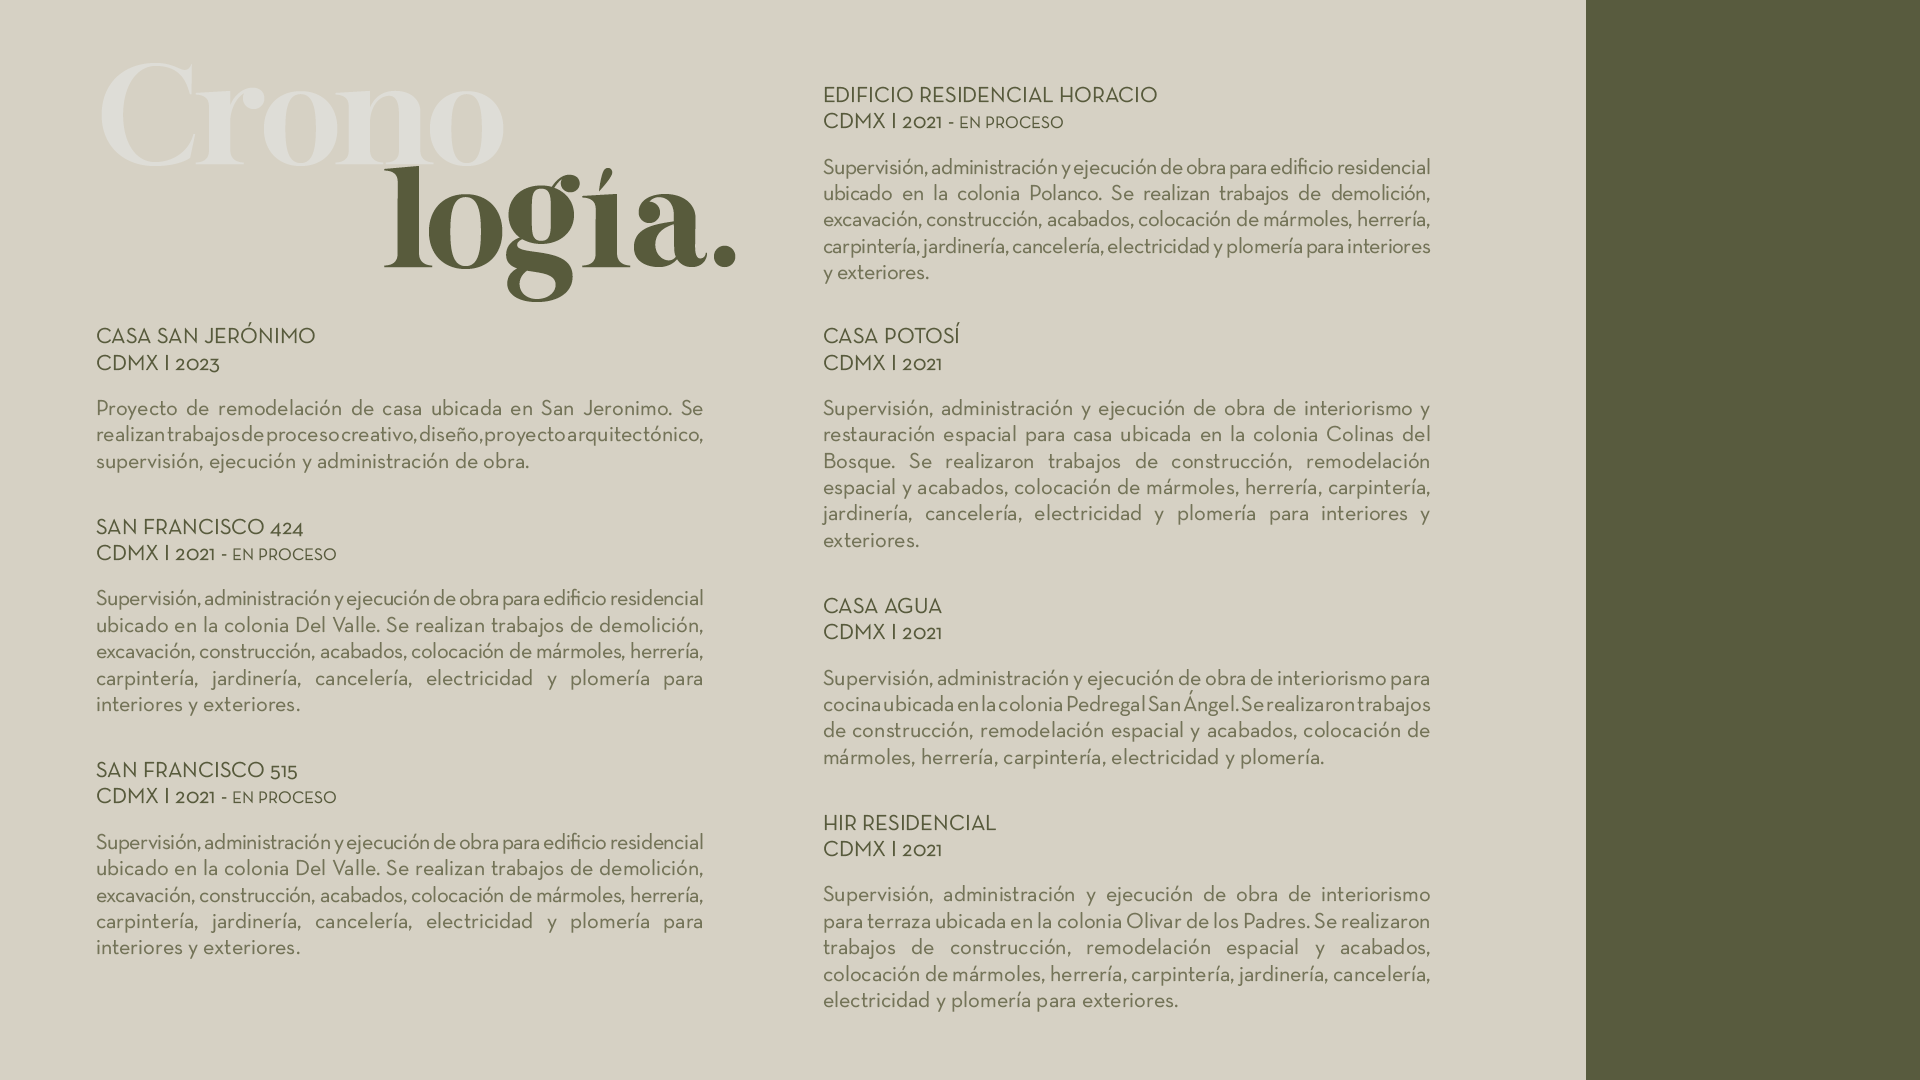 Crono
logía.
CASA SAN JERÓNIMO
CDMX I 2023
Proyecto de remodelación de casa ubicada en San Jeronimo. Se
realizan trabajos de proceso creativo, diseño, proyecto arquitectónico,
supervisión, ejecución y administración de obra.
SAN FRANCISCO 424
CDMX I 2021 - EN PROCESO
Supervisión, administración y ejecución de obra para edificio residencial
ubicado en la colonia Del Valle. Se realizan trabajos de demolición,
excavación, construcción, acabados, colocación de mármoles, herrería,
carpintería, jardinería, cancelería, electricidad y plomería para
interiores y exteriores.
SAN FRANCISCO 515
CDMX I 2021 - EN PROCESO
Supervisión, administración y ejecución de obra para edificio residencial
ubicado en la colonia Del Valle. Se realizan trabajos de demolición,
excavación, construcción, acabados, colocación de mármoles, herrería,
carpintería, jardinería, cancelería, electricidad y plomería para
interiores y exteriores.
EDIFICIO RESIDENCIAL HORACIO
CDMX I 2021 - EN PROCESO
Supervisión, administración y ejecución de obra para edificio residencial
ubicado en la colonia Polanco. Se realizan trabajos de demolición,
excavación, construcción, acabados, colocación de mármoles, herrería,
carpintería, jardinería, cancelería, electricidad y plomería para interiores
y exteriores.
CASA POTOSÍ
CDMX I 2021
Supervisión, administración y ejecución de obra de interiorismo y
restauración espacial para casa ubicada en la colonia Colinas del
Bosque. Se realizaron trabajos de construcción, remodelación
espacial y acabados, colocación de mármoles, herrería, carpintería,
jardinería, cancelería, electricidad y plomería para interiores y
exteriores.
CASA AGUA
CDMX I 2021
Supervisión, administración y ejecución de obra de interiorismo para
cocina ubicada en la colonia Pedregal San Ángel. Se realizaron trabajos
de construcción, remodelación espacial y acabados, colocación de
mármoles, herrería, carpintería, electricidad y plomería.
HIR RESIDENCIAL
CDMX I 2021
Supervisión, administración y ejecución de obra de interiorismo
para terraza ubicada en la colonia Olivar de los Padres. Se realizaron
trabajos de construcción, remodelación espacial y acabados,
colocación de mármoles, herrería, carpintería, jardinería, cancelería,
electricidad y plomería para exteriores.